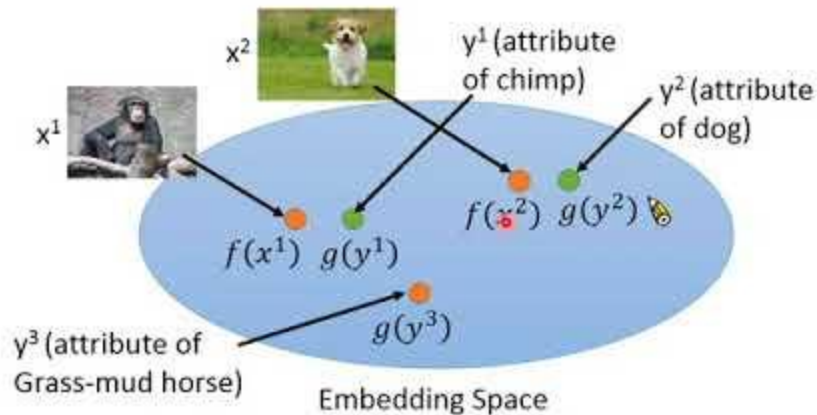 x²
y¹ (attribute
of chimp)
y² (attribute
of dog)
x¹
f(x¹) g(y¹)
f(x²) g(y²)
g(y³)
y³ (attribute of
Grass-mud horse)
Embedding Space